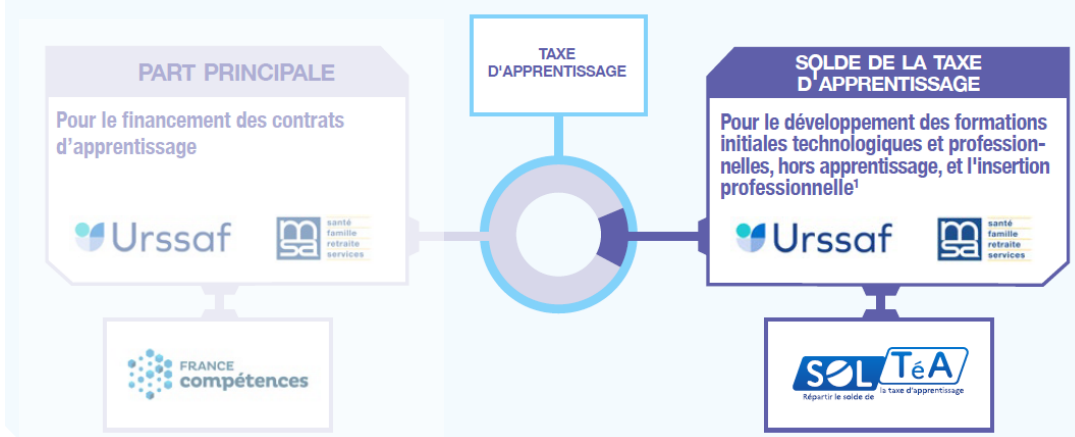 TAXE
D'APPRENTISSAGE
PART PRINCIPALE
Pour le financement des contrats
d'apprentissage
Urssaf
msa
santé
famille
retraite
services
FRANCE
compétences
SOLDE DE LA TAXE
D'APPRENTISSAGE
Pour le développement des formations
initiales technologiques et profession-
nelles, hors apprentissage, et l'insertion
professionnelle¹
Urssaf
msa
santé
famille
retraite
services
SOLTéA
Répartir le solde de la taxe d'apprentissage